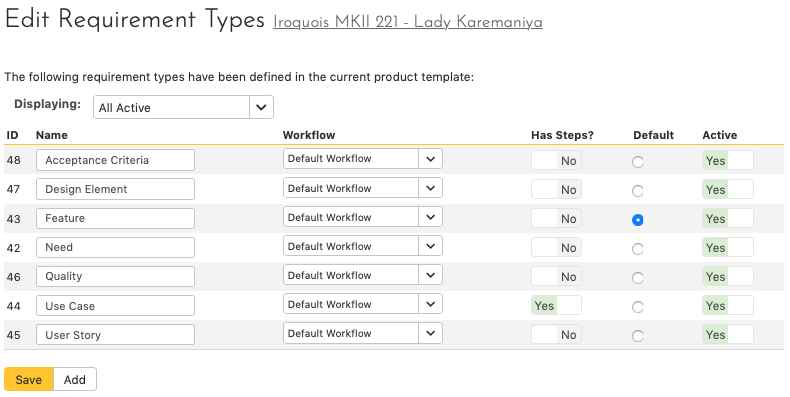 Edit Requirement Types Iroquois MKII 221 - Lady Karemaniya
The following requirement types have been defined in the current product template:
Displaying: All Active
ID Name Workflow Has Steps? Default Active
48 Acceptance Criteria Default Workflow No Yes
47 Design Element Default Workflow No Yes
43 Feature Default Workflow No Yes
42 Need Default Workflow No Yes
46 Quality Default Workflow No Yes
44 Use Case Default Workflow Yes Yes
45 User Story Default Workflow No Yes
Save Add